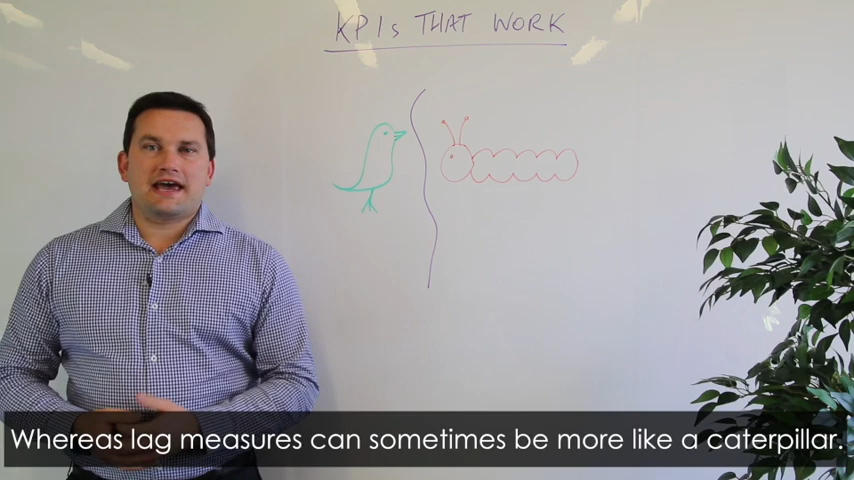 KPIs THAT WORK
Whereas lag measures can sometimes be more like a caterpillar.